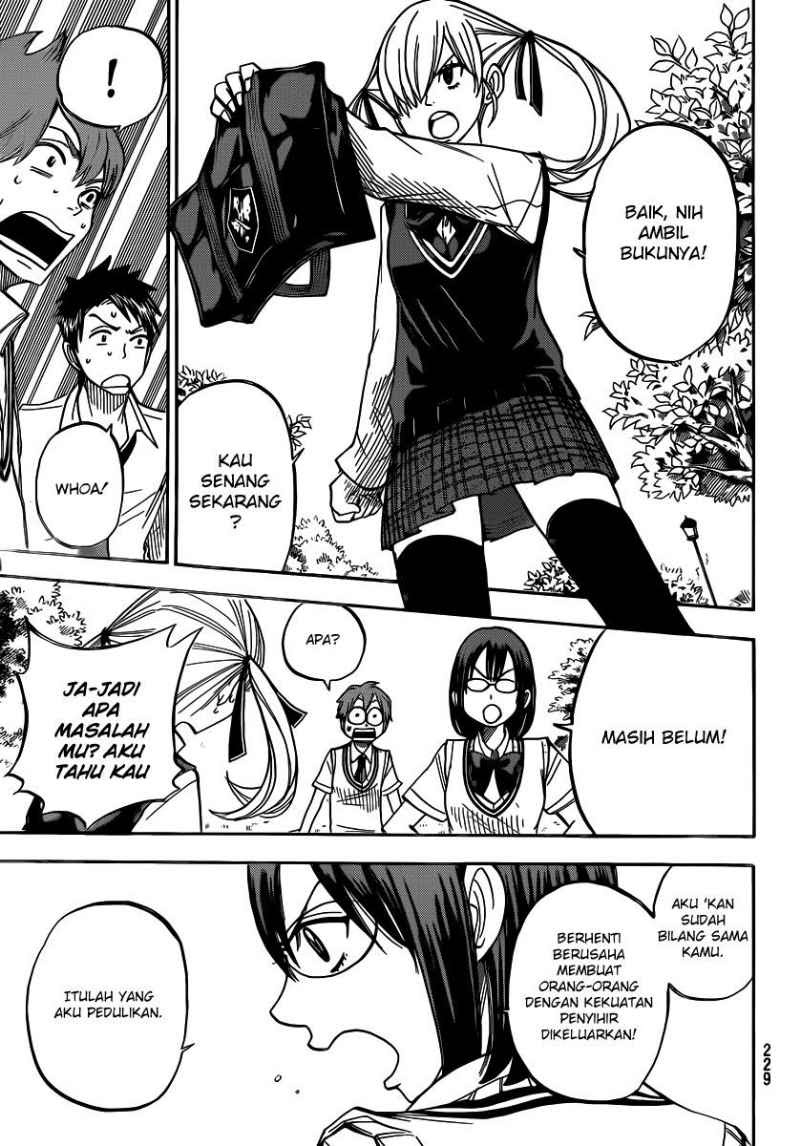 BAIK, NIH
AMBIL
BUKUNYA!
!
KAU
SENANG
SEKARANG
?
WHOA!
MASIH BELUM!
APA?
JA-JADI
APA
MASALAH
MU? AKU
TAHU KAU
AKU 'KAN
SUDAH
BILANG SAMA
KAMU.
BERHENTI
BERUSAHA
MEMBUAT
ORANG-ORANG
DENGAN KEKUATAN
PENYIHIR
DIKELUARKAN!
ITULAH YANG
AKU PEDULIKAN.
229